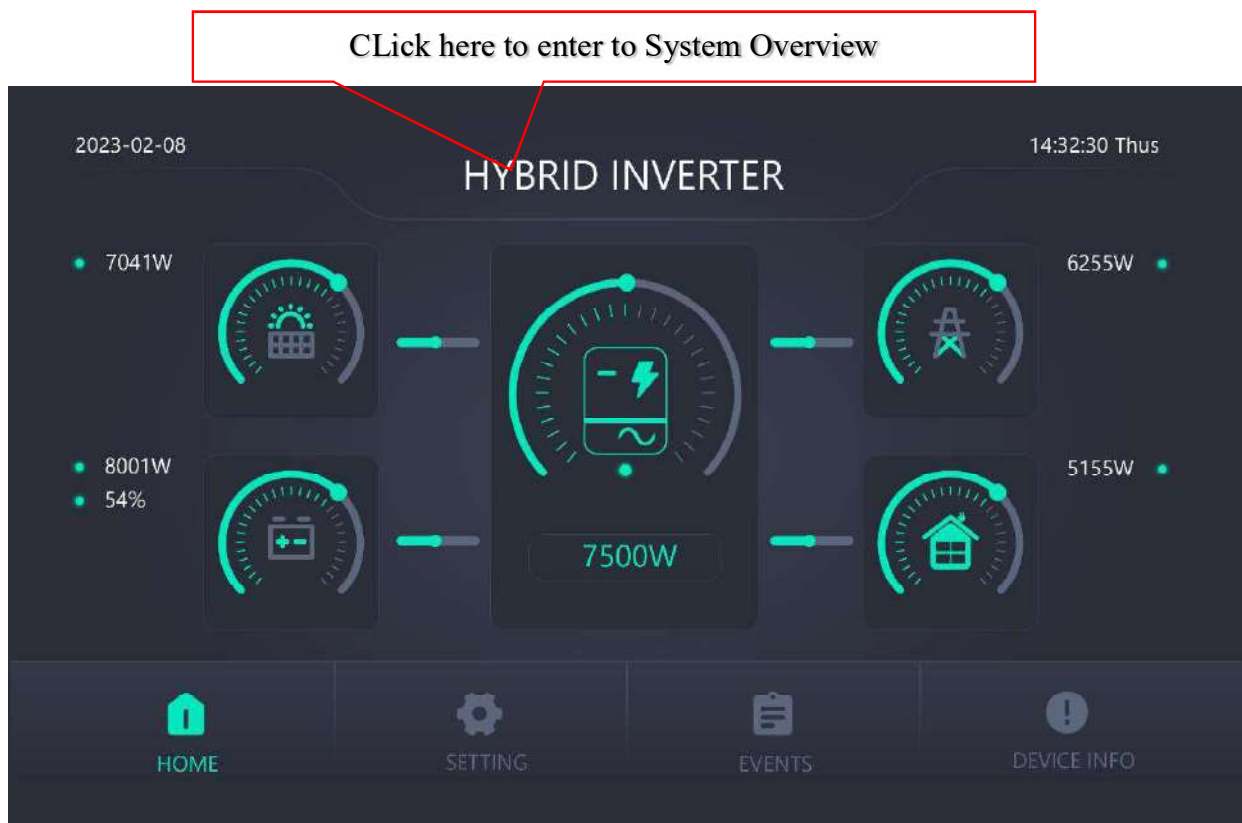 CLick here to enter to System Overview
2023-02-08
14:32:30 Thus
HYBRID INVERTER
7041W
6255W
8001W
54%
5155W
7500W
HOME
SETTING
EVENTS
DEVICE INFO